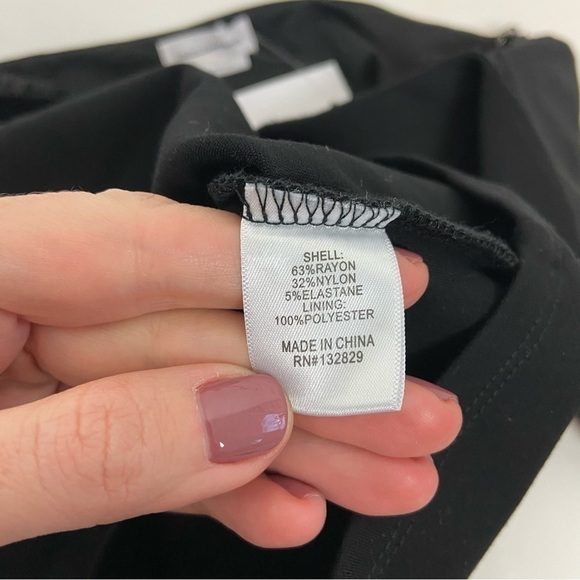 SHELL:
63%RAYON
32%NYLON
5%ELASTANE
LINING:
100%POLYESTER
MADE IN CHINA
RN#132829